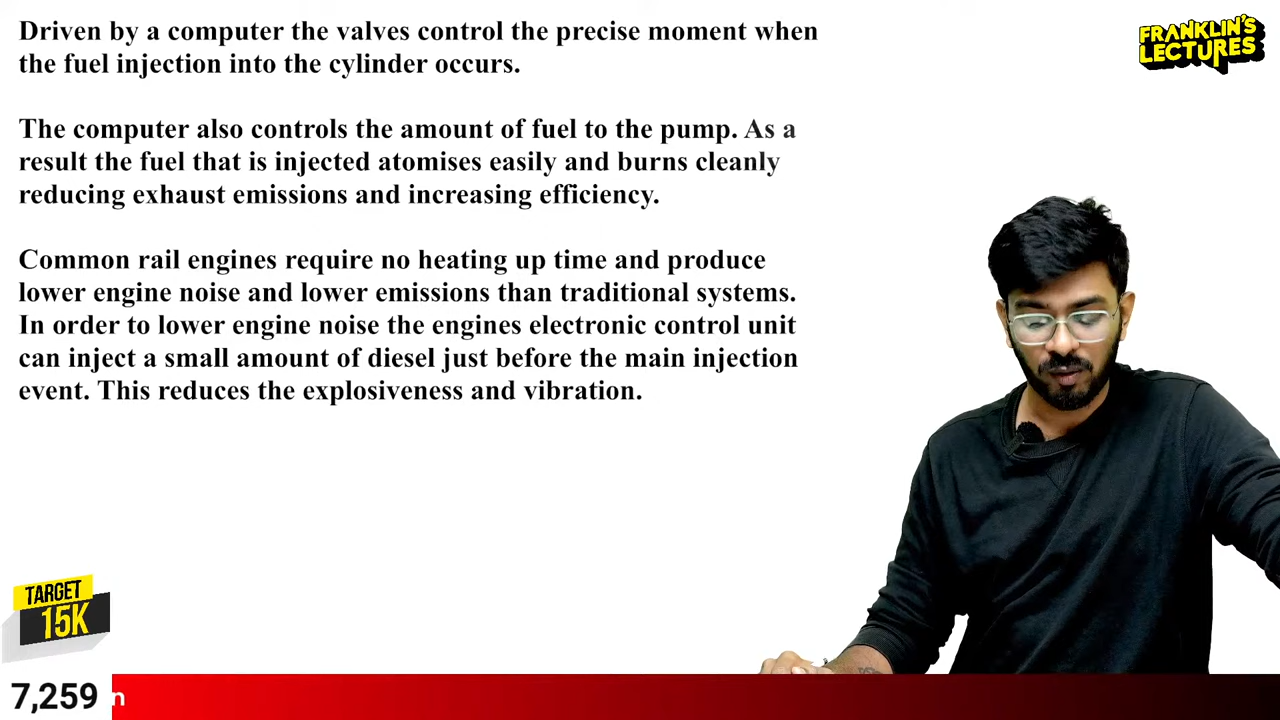 Driven by a computer the valves control the precise moment when
the fuel injection into the cylinder occurs.
The computer also controls the amount of fuel to the pump. As a
result the fuel that is injected atomises easily and burns cleanly
reducing exhaust emissions and increasing efficiency.
Common rail engines require no heating up time and produce
lower engine noise and lower emissions than traditional systems.
In order to lower engine noise the engines electronic control unit
can inject a small amount of diesel just before the main injection
event. This reduces the explosiveness and vibration.
FRANKLIN'S
LECTURES
TARGET
15K
7,259
n